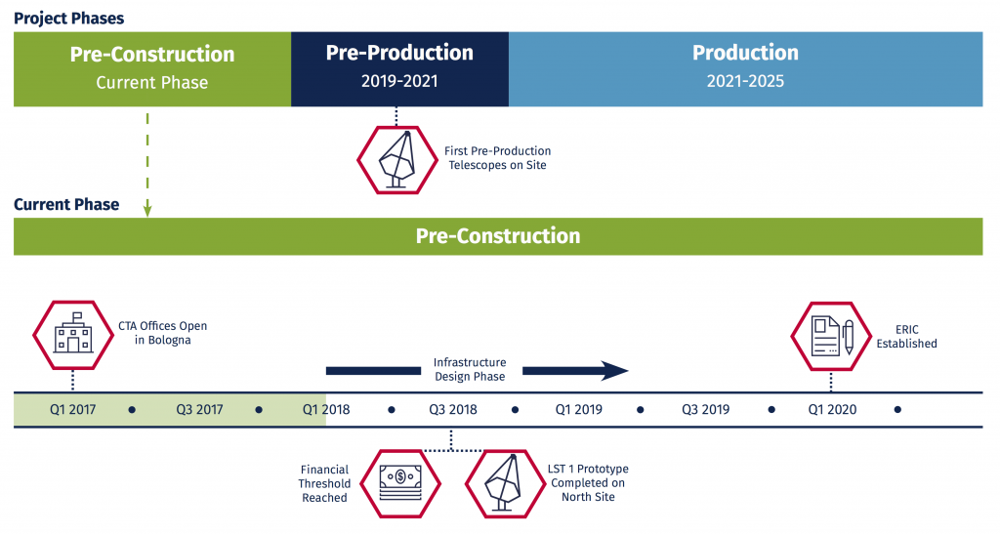 Project Phases
Pre-Construction
Current Phase
Pre-Production
2019-2021
Production
2021-2025
First Pre-Production
Telescopes on Site
Current Phase
Pre-Construction
CTA Offices Open
in Bologna
ERIC
Established
Infrastructure
Design Phase
Q1 2017 • Q3 2017 • Q1 2018 • Q3 2018 • Q1 2019 • Q3 2019 • Q1 2020 •
Financial
Threshold
Reached
$
LST 1 Prototype
Completed on
North Site